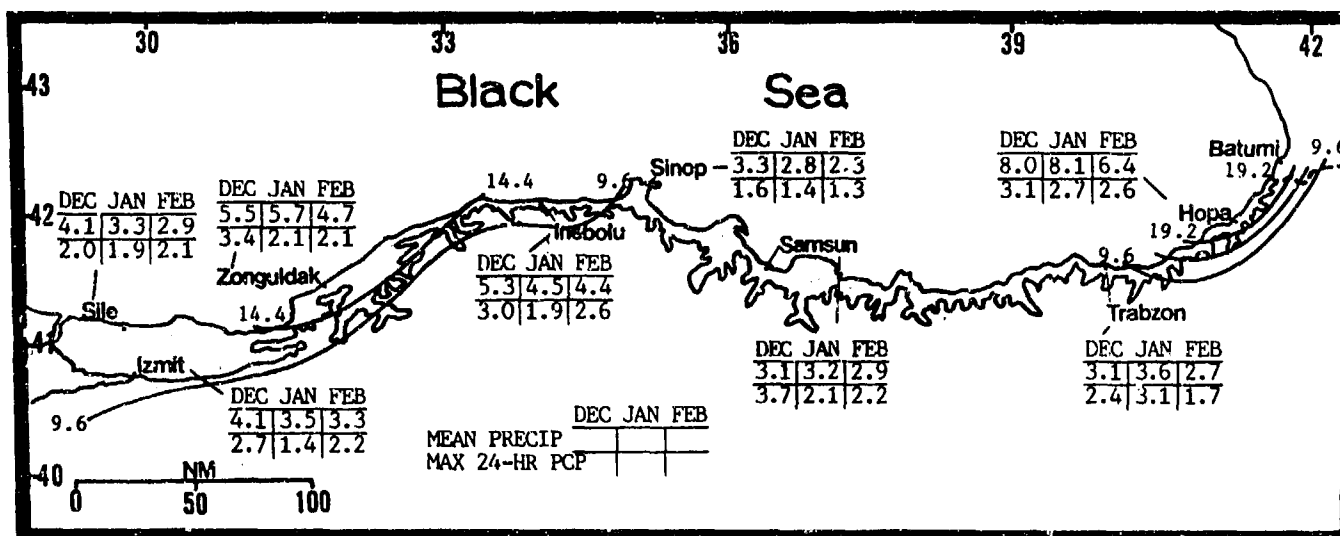 30 33 36 39 42
43
Black Sea
DEC JAN FEB
3.3 2.8 2.3
1.6 1.4 1.3
Sinop
DEC JAN FEB
8.0 8.1 6.4
3.1 2.7 2.6
Batumi
9.6
19.2
14.4
9.6
DEC JAN FEB
4.1 3.3 2.9
2.0 1.9 2.1
DEC JAN FEB
5.5 5.7 4.7
3.4 2.1 2.1
42
Hopa
19.2
Inebolu
Samsun
Zonguldak
9.6
DEC JAN FEB
5.3 4.5 4.4
3.0 1.9 2.6
Sile
14.4
Trabzon
41
DEC JAN FEB
3.1 3.2 2.9
3.7 2.1 2.2
DEC JAN FEB
3.1 3.6 2.7
2.4 3.1 1.7
Izmit
DEC JAN FEB
4.1 3.5 3.3
2.7 1.4 2.2
9.6
DEC JAN FEB
MEAN PRECIP
MAX 24-HR PCP
40
NM
0 50 100